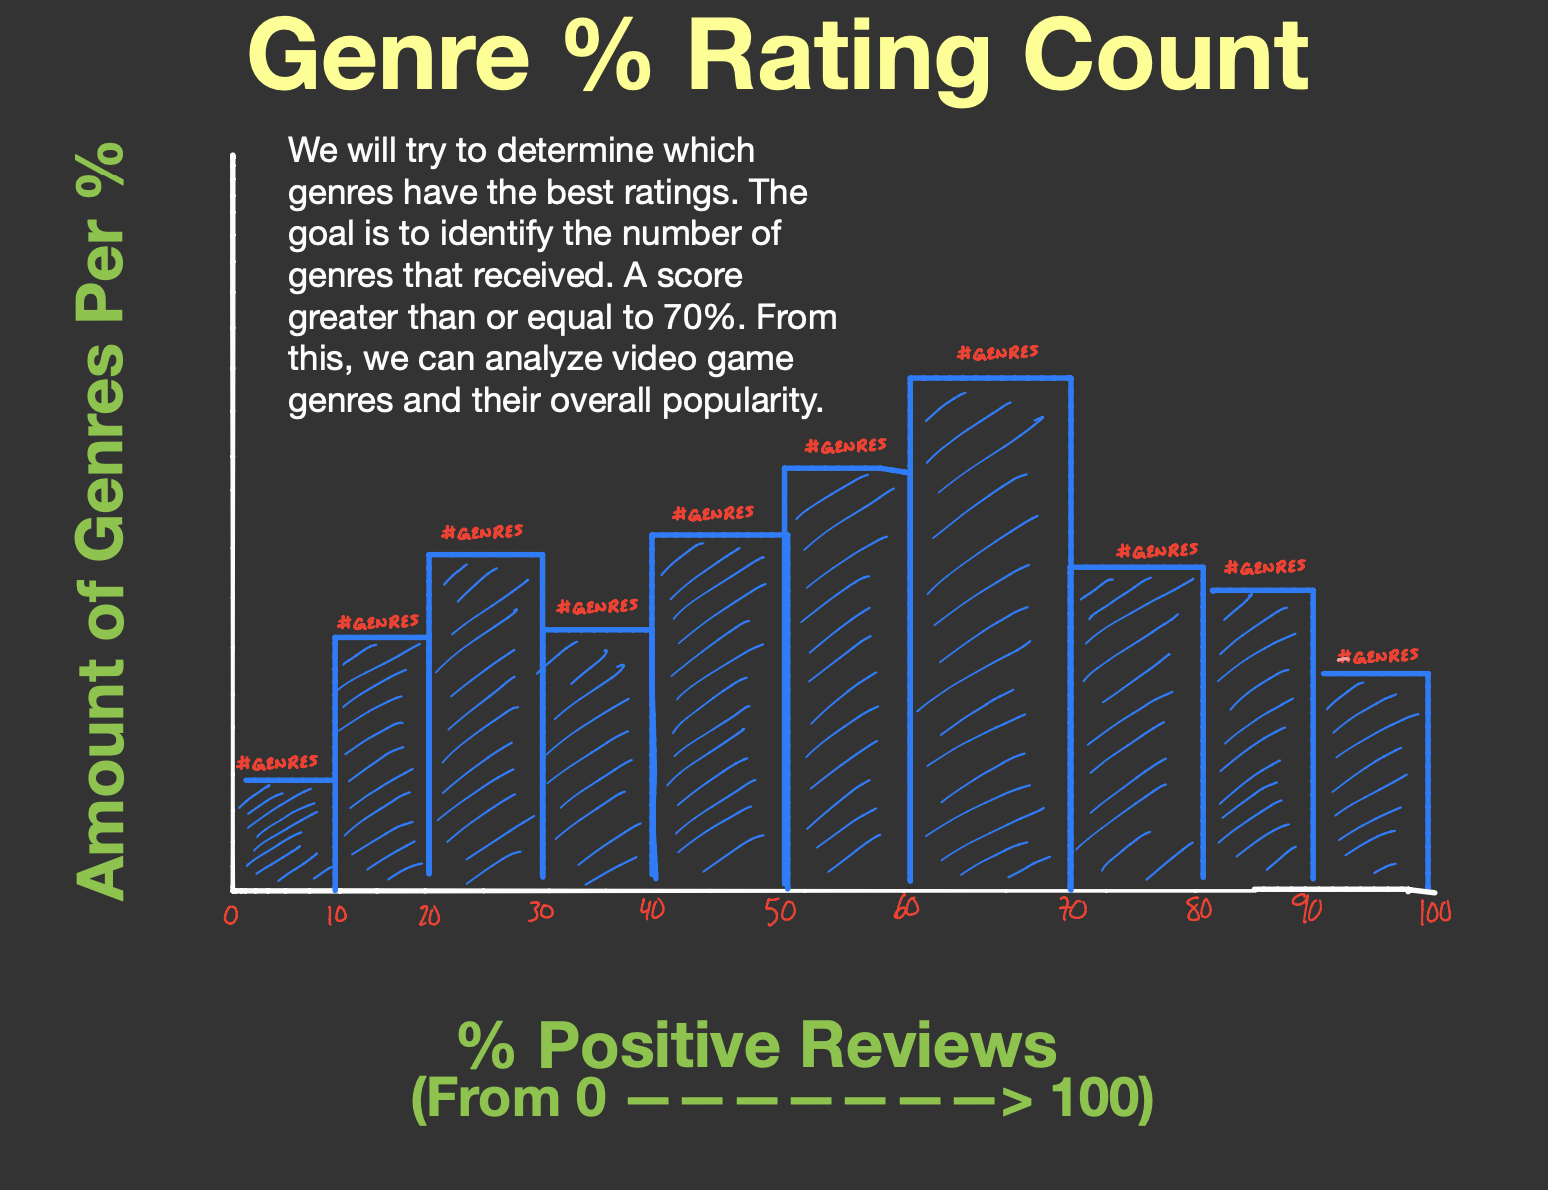 Genre % Rating Count
We will try to determine which
genres have the best ratings. The
goal is to identify the number of
genres that received. A score
greater than or equal to 70%. From
this, we can analyze video game
genres and their overall popularity.
Amount of Genres Per %
#GENRES
#GENRES
#GENRES
#GENRES
#GENRES
#GENRES
#GENRES
#GENRES
#GENRES
#GENRES
0 10 20 30 40 50 60 70 80 90 100
% Positive Reviews
(From 0 — — — — — — —> 100)